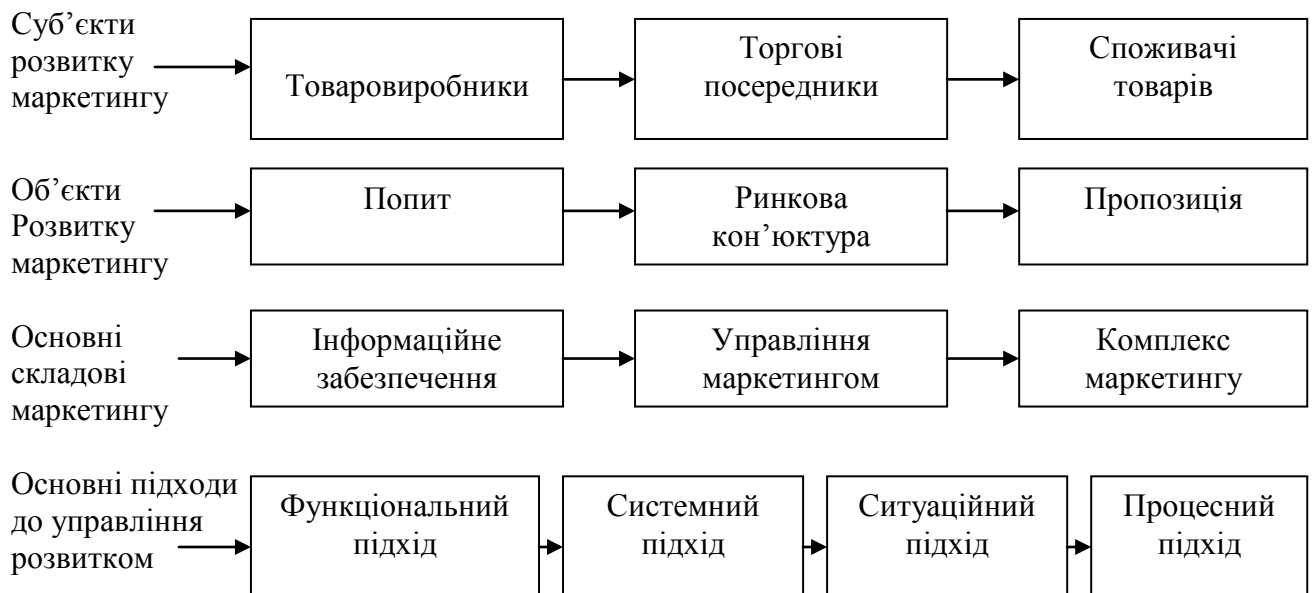 Суб’єкти
розвитку
маркетингу
Товаровиробники
Торгові
посередники
Споживачі
товарів
Об’єкти
Розвитку
маркетингу
Попит
Ринкова
кон’юктура
Пропозиція
Основні
складові
маркетингу
Інформаційне
забезпечення
Управління
маркетингом
Комплекс
маркетингу
Основні підходи
до управління
розвитком
Функціональний
підхід
Системний
підхід
Ситуаційний
підхід
Процесний
підхід